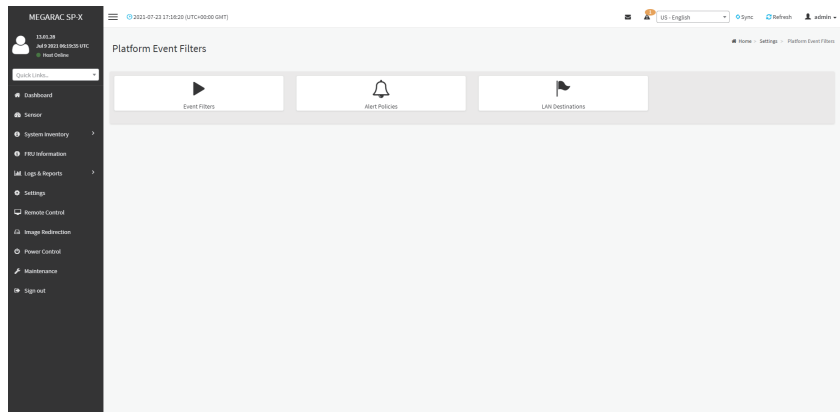 MEGARAC SP-X
2021-07-23 17:16:20 (UTC+00:00 GMT)
US - English
Sync
Refresh
admin
13.01.28
Jul 9 2021 06:19:35 UTC
Host Online
Platform Event Filters
Home > Settings > Platform Event Filters
Quick Links...
Event Filters
Alert Policies
LAN Destinations
Dashboard
Sensor
System Inventory
FRU Information
Logs & Reports
Settings
Remote Control
Image Redirection
Power Control
Maintenance
Sign out